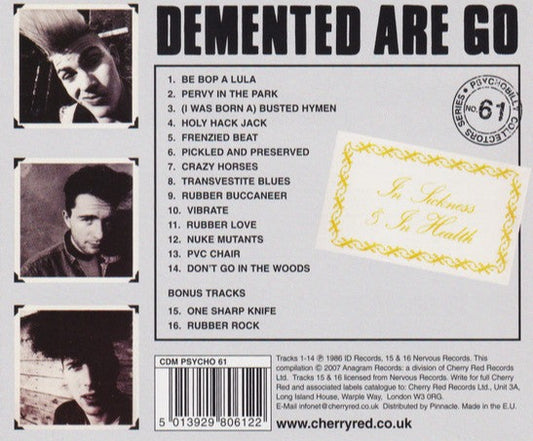 DEMENTED ARE GO
1. BE BOP A LULA
2. PERVY IN THE PARK
3. (I WAS BORN A) BUSTED HYMEN
4. HOLY HACK JACK
5. FRENZIED BEAT
6. PICKLED AND PRESERVED
7. CRAZY HORSES
8. TRANSVESTITE BLUES
9. RUBBER BUCCANEER
10. VIBRATE
11. RUBBER LOVE
12. NUKE MUTANTS
13. PVC CHAIR
14. DON'T GO IN THE WOODS
BONUS TRACKS
15. ONE SHARP KNIFE
16. RUBBER ROCK
PSYCHOBILLY COLLECTORS SERIES •
NO. 61
In Sickness
& In Health
CDM PSYCHO 61
5 013929 806122
Tracks 1-14 ℗ 1986 ID Records, 15 & 16 Nervous Records. This
compilation © 2007 Anagram Records: a division of Cherry Red Records
Ltd. Tracks 15 & 16 licensed from Nervous Records. Write for full Cherry
Red and associated labels catalogue to: Cherry Red Records Ltd., Unit 3A,
Long Island House, Warple Way, London W3 0RG.
E-Mail infonet@cherryred.co.uk Distributed by Pinnacle. Made in the E.U.
www.cherryred.co.uk